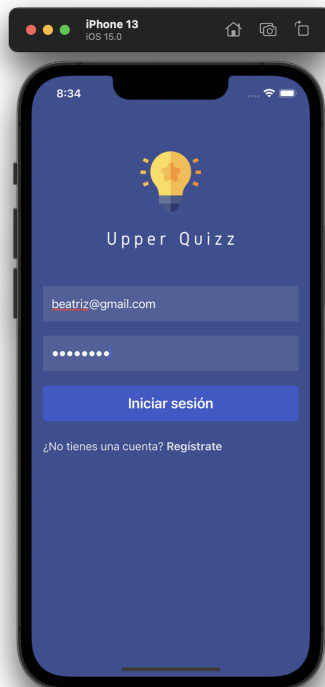 iPhone 13
iOS 15.0
8:34
Upper Quizz
beatriz@gmail.com
Iniciar sesión
¿No tienes una cuenta? Regístrate